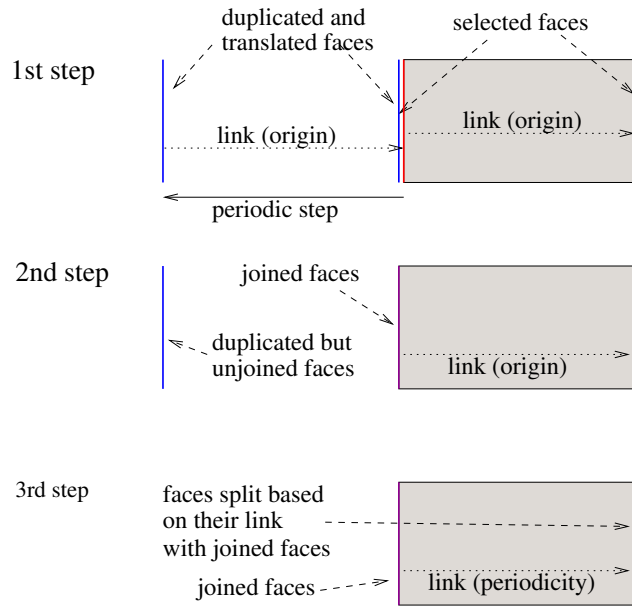 duplicated and
translated faces
selected faces
1st step
link (origin)
link (origin)
periodic step
2nd step
joined faces
duplicated but
unjoined faces
link (origin)
3rd step
faces split based
on their link
with joined faces
joined faces
link (periodicity)